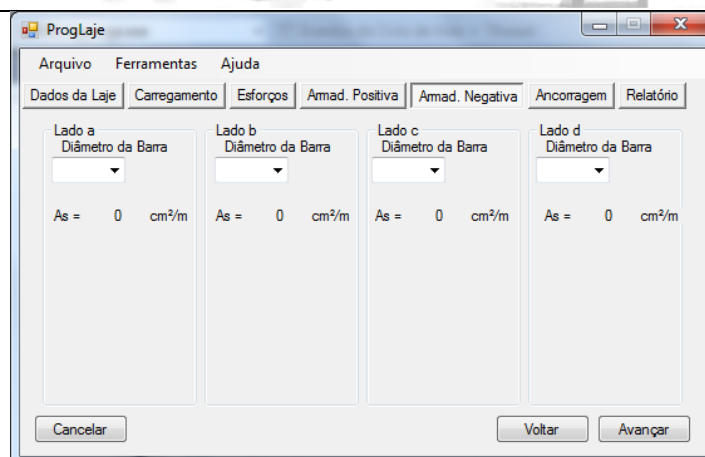 ProgLaje
Arquivo Ferramentas Ajuda
Dados da Laje Carregamento Esforços Armad. Positiva Armad. Negativa Ancorragem Relatório
Lado a Lado b Lado c Lado d
Diâmetro da Barra Diâmetro da Barra Diâmetro da Barra Diâmetro da Barra
As = 0 cm²/m As = 0 cm²/m As = 0 cm²/m As = 0 cm²/m
Cancelar Voltar Avançar